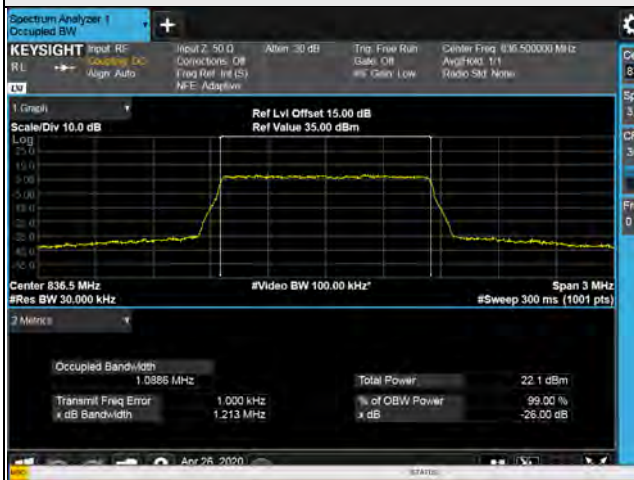 Spectrum Analyzer 1
Occupied BW
+
KEYSIGHT Input: RF Input Z: 50 Ω Atten: 30 dB Trig: Free Run Center Freq: 836.500000 MHz
RL Coupling: DC Corrections: Off Gate: Off Avg|Hold: 1/1
Align: Auto Freq Ref: Int (S) #IF Gain: Low Radio Std: None
NFE: Adaptive
1 Graph
Ref Lvl Offset 15.00 dB
Scale/Div 10.0 dB Ref Value 35.00 dBm
Log
Center 836.5 MHz #Video BW 100.00 kHz* Span 3 MHz
#Res BW 30.000 kHz #Sweep 300 ms (1001 pts)
2 Metrics
Occupied Bandwidth
1.0886 MHz Total Power 22.1 dBm
Transmit Freq Error 1.000 kHz % of OBW Power 99.00 %
x dB Bandwidth 1.213 MHz x dB -26.00 dB
Apr 26, 2020
MSG STATUS